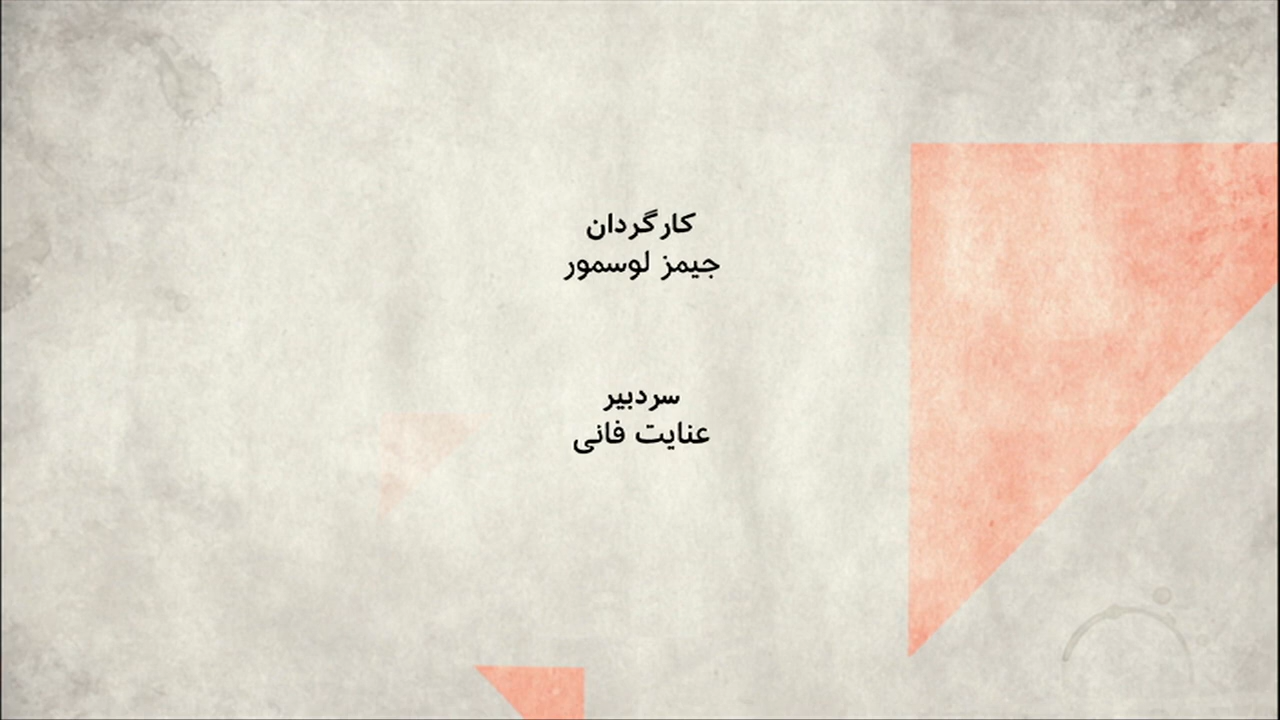 کارگردان
جیمز لوسمور
سردبیر
عنایت فانی